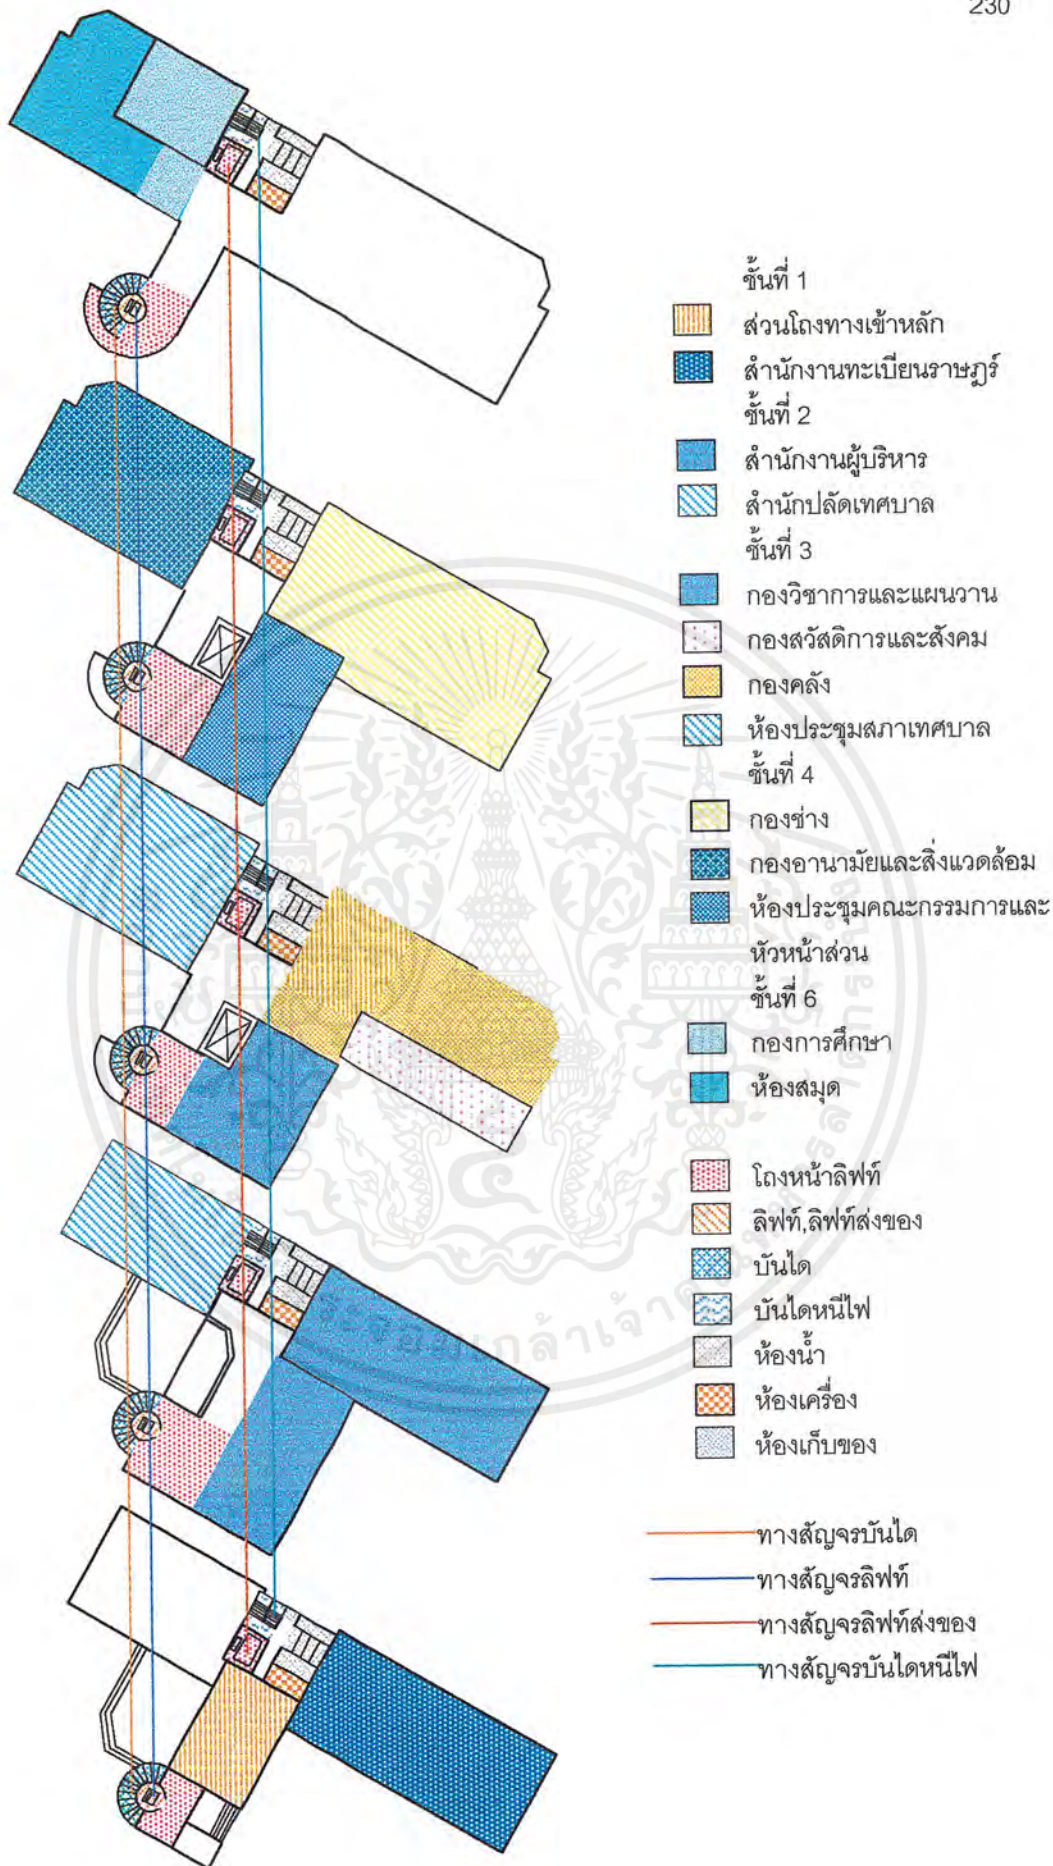 230
ชั้นที่ 1
ส่วนโถงทางเข้าหลัก
สำนักงานทะเบียนราษฎร์
ชั้นที่ 2
สำนักงานผู้บริหาร
สำนักปลัดเทศบาล
ชั้นที่ 3
กองวิชาการและแผนวาน
กองสวัสดิการและสังคม
กองคลัง
ห้องประชุมสภาเทศบาล
ชั้นที่ 4
กองช่าง
กองอานามัยและสิ่งแวดล้อม
ห้องประชุมคณะกรรมการและ
หัวหน้าส่วน
ชั้นที่ 6
กองการศึกษา
ห้องสมุด
โถงหน้าลิฟท์
ลิฟท์,ลิฟท์ส่งของ
บันได
บันไดหนีไฟ
ห้องน้ำ
ห้องเครื่อง
ห้องเก็บของ
ทางสัญจรบันได
ทางสัญจรลิฟท์
ทางสัญจรลิฟท์ส่งของ
ทางสัญจรบันไดหนีไฟ